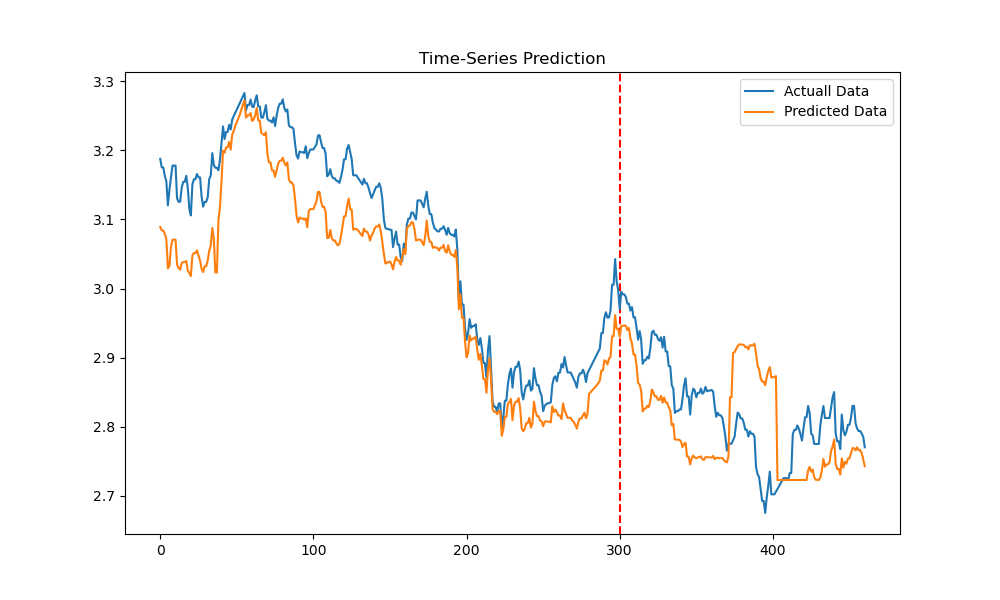 Time-Series Prediction
Actuall Data
Predicted Data
3.3
3.2
3.1
3.0
2.9
2.8
2.7
0 100 200 300 400